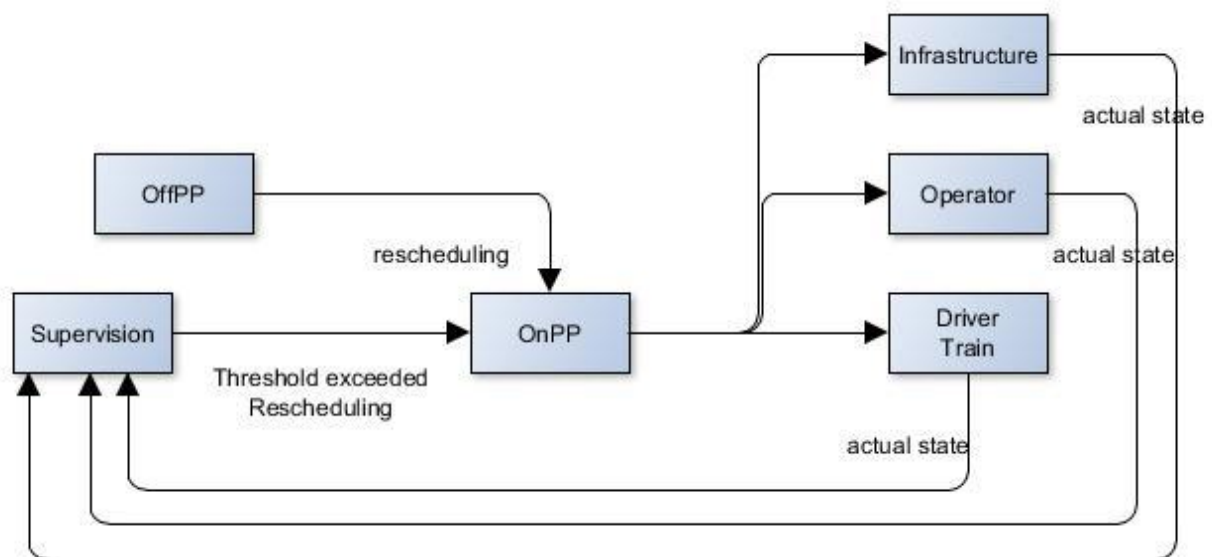 Infrastructure
actual state
OffPP
Operator
rescheduling
actual state
Supervision
OnPP
Driver
Train
Threshold exceeded
Rescheduling
actual state